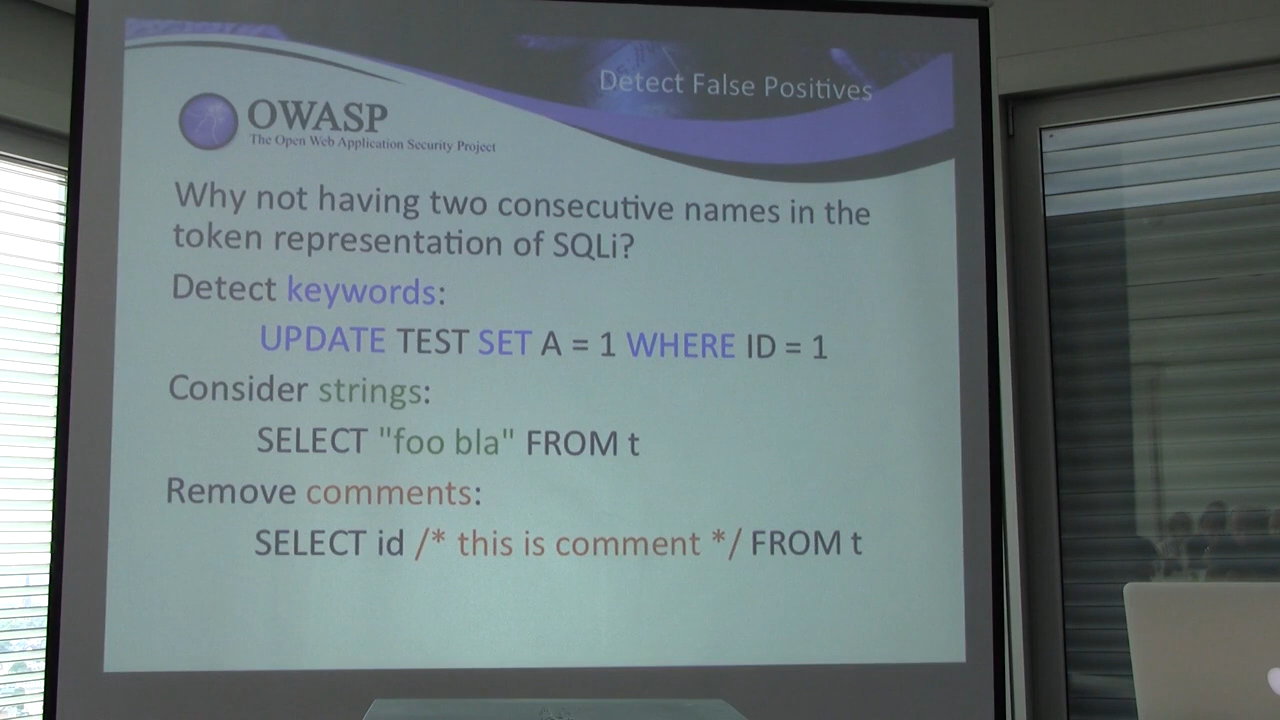 Detect False Positives
OWASP
The Open Web Application Security Project
Why not having two consecutive names in the
token representation of SQLi?
Detect keywords:
UPDATE TEST SET A = 1 WHERE ID = 1
Consider strings:
SELECT "foo bla" FROM t
Remove comments:
SELECT id /* this is comment */ FROM t